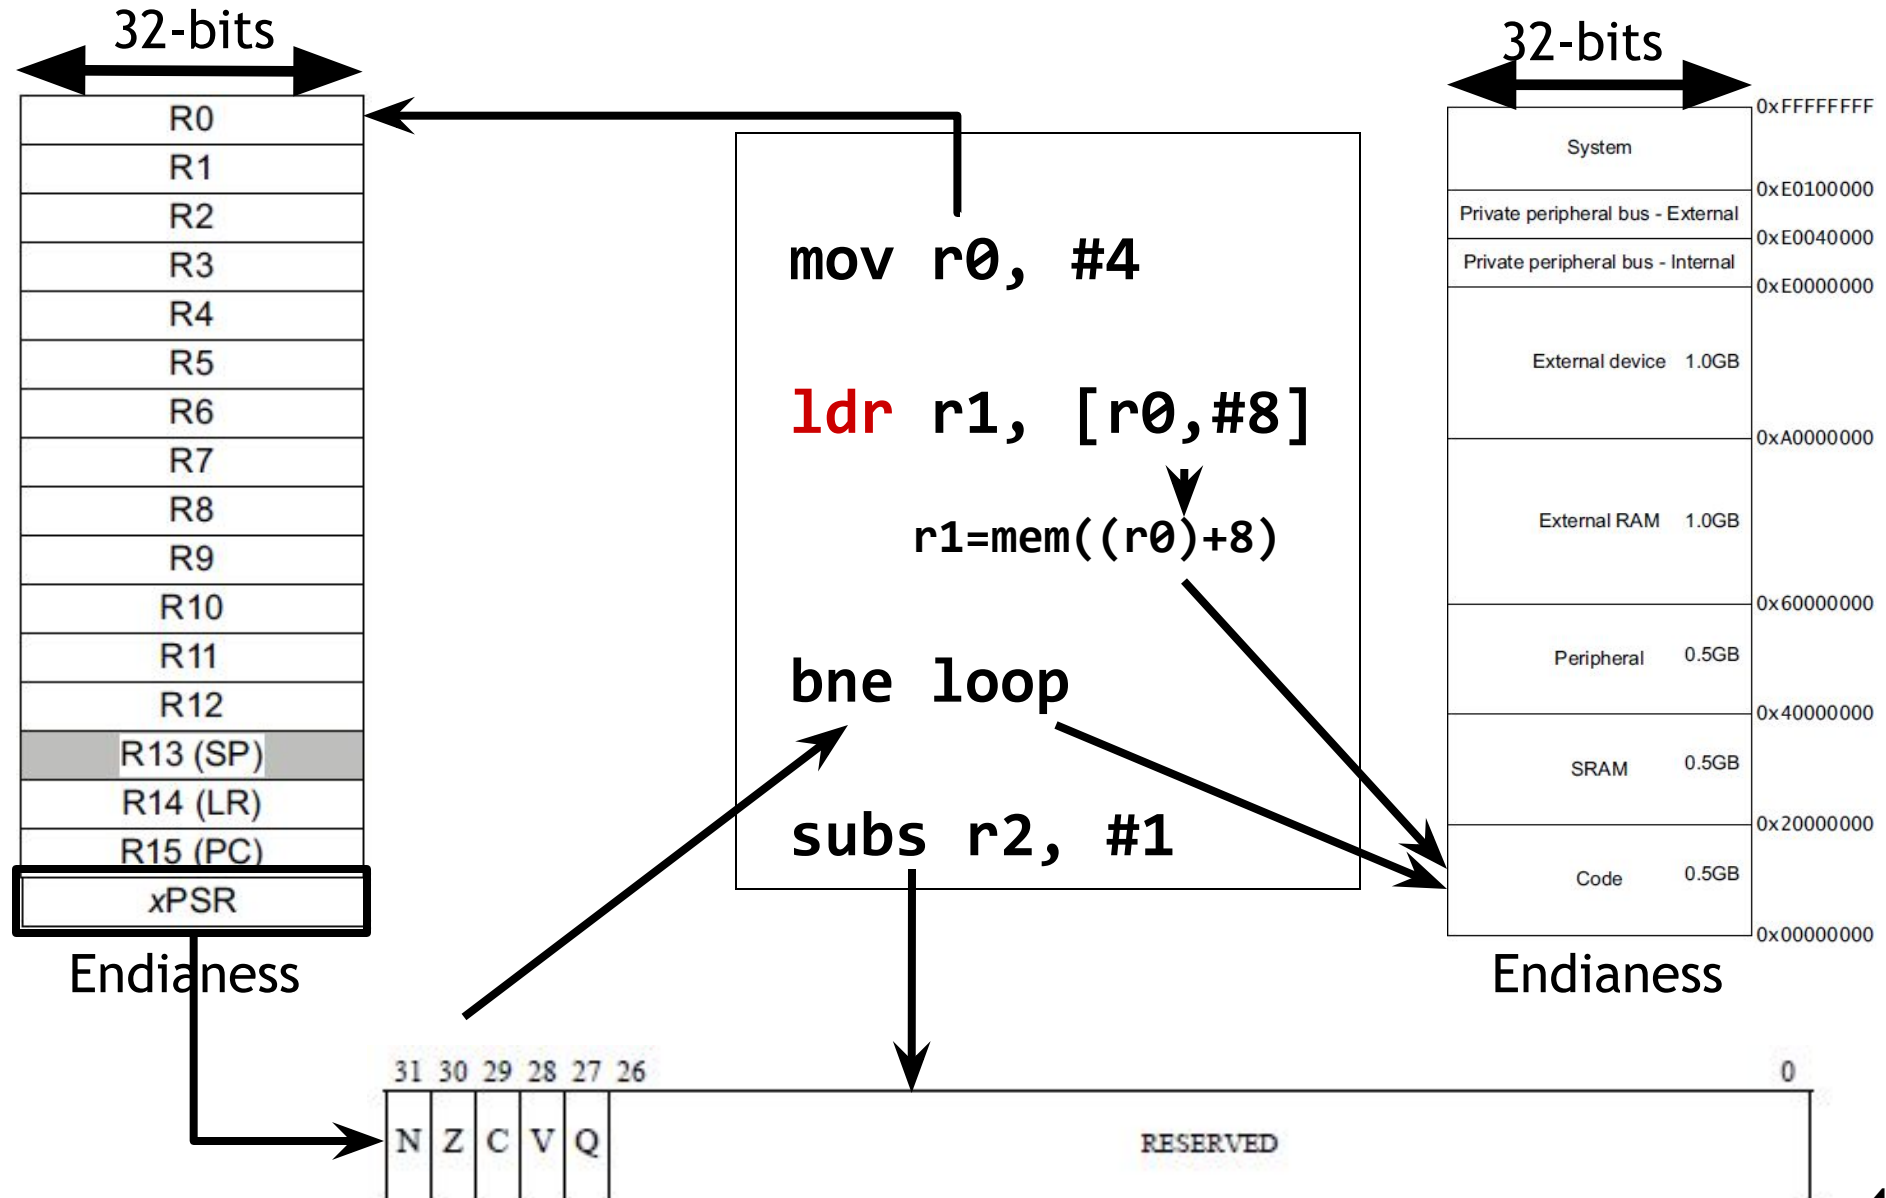 32-bits
R0
R1
R2
R3
R4
R5
R6
R7
R8
R9
R10
R11
R12
R13 (SP)
R14 (LR)
R15 (PC)
xPSR
Endianess
mov r0, #4
ldr r1, [r0,#8]
r1=mem((r0)+8)
bne loop
subs r2, #1
32-bits
0xFFFFFFFF
System
0xE0100000
Private peripheral bus - External
0xE0040000
Private peripheral bus - Internal
0xE0000000
External device 1.0GB
0xA0000000
External RAM 1.0GB
0x60000000
Peripheral 0.5GB
0x40000000
SRAM 0.5GB
0x20000000
Code 0.5GB
0x00000000
Endianess
31 30 29 28 27 26 0
N Z C V Q RESERVED